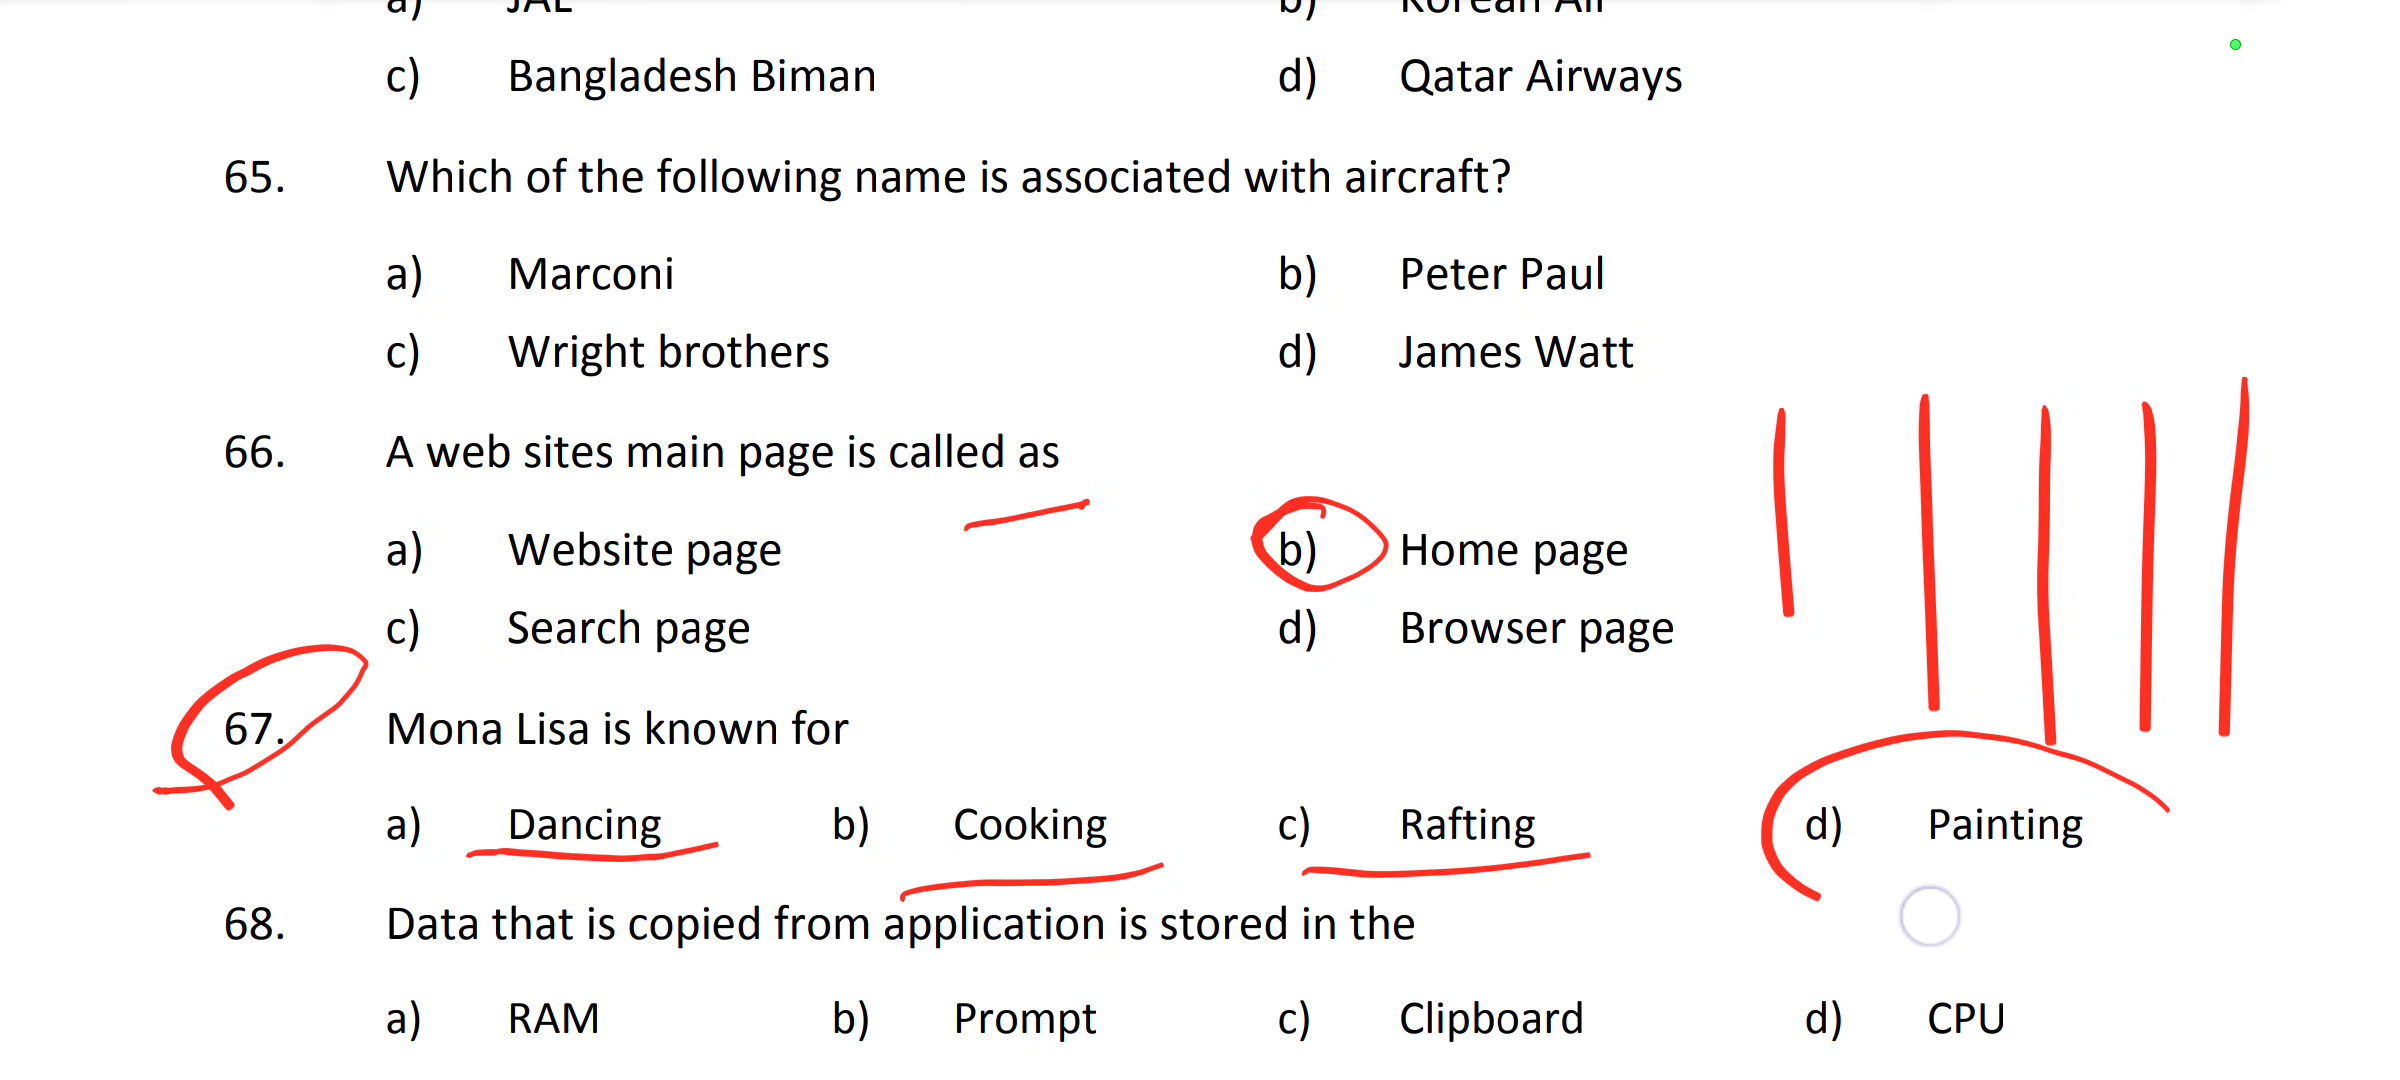 a) JAL b) Korean Air
c) Bangladesh Biman d) Qatar Airways
65. Which of the following name is associated with aircraft?
a) Marconi b) Peter Paul
c) Wright brothers d) James Watt
66. A web sites main page is called as
a) Website page b) Home page
c) Search page d) Browser page
67. Mona Lisa is known for
a) Dancing b) Cooking c) Rafting d) Painting
68. Data that is copied from application is stored in the
a) RAM b) Prompt c) Clipboard d) CPU